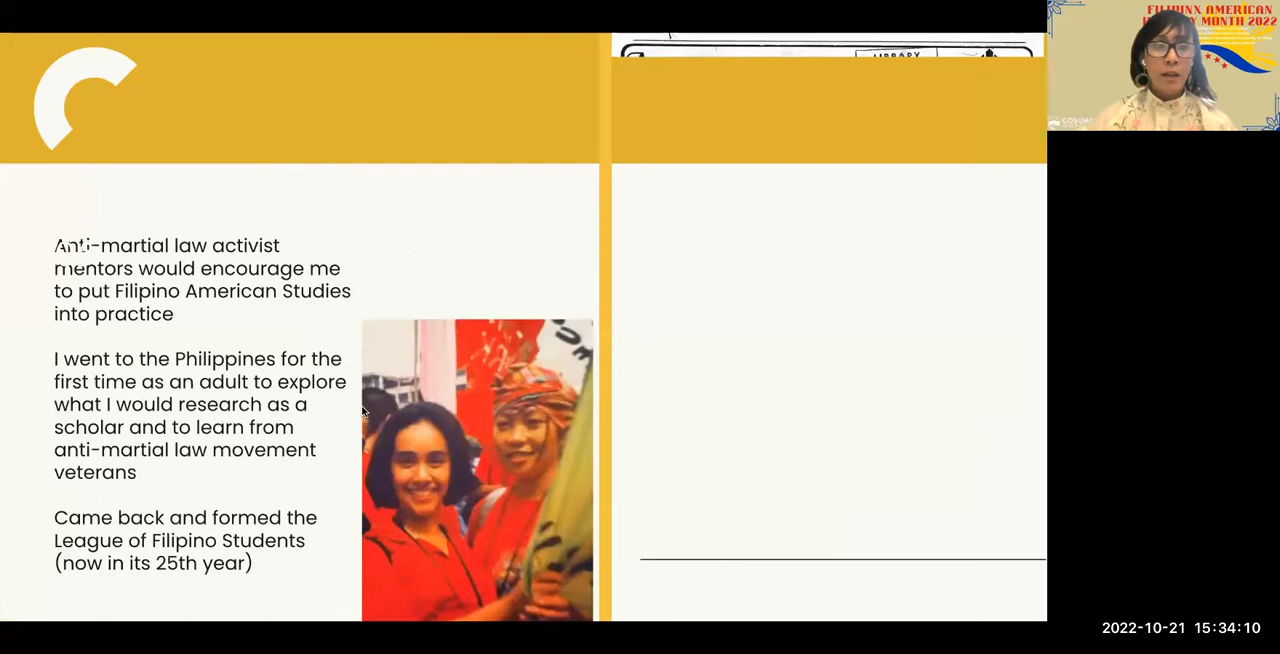 LIBRARY
Anti-martial law activist
mentors would encourage me
to put Filipino American Studies
into practice
I went to the Philippines for the
first time as an adult to explore
what I would research as a
scholar and to learn from
anti-martial law movement
veterans
Came back and formed the
League of Filipino Students
(now in its 25th year)
FILIPINX AMERICAN
HISTORY MONTH 2022
COSUM
2022-10-21 15:34:10